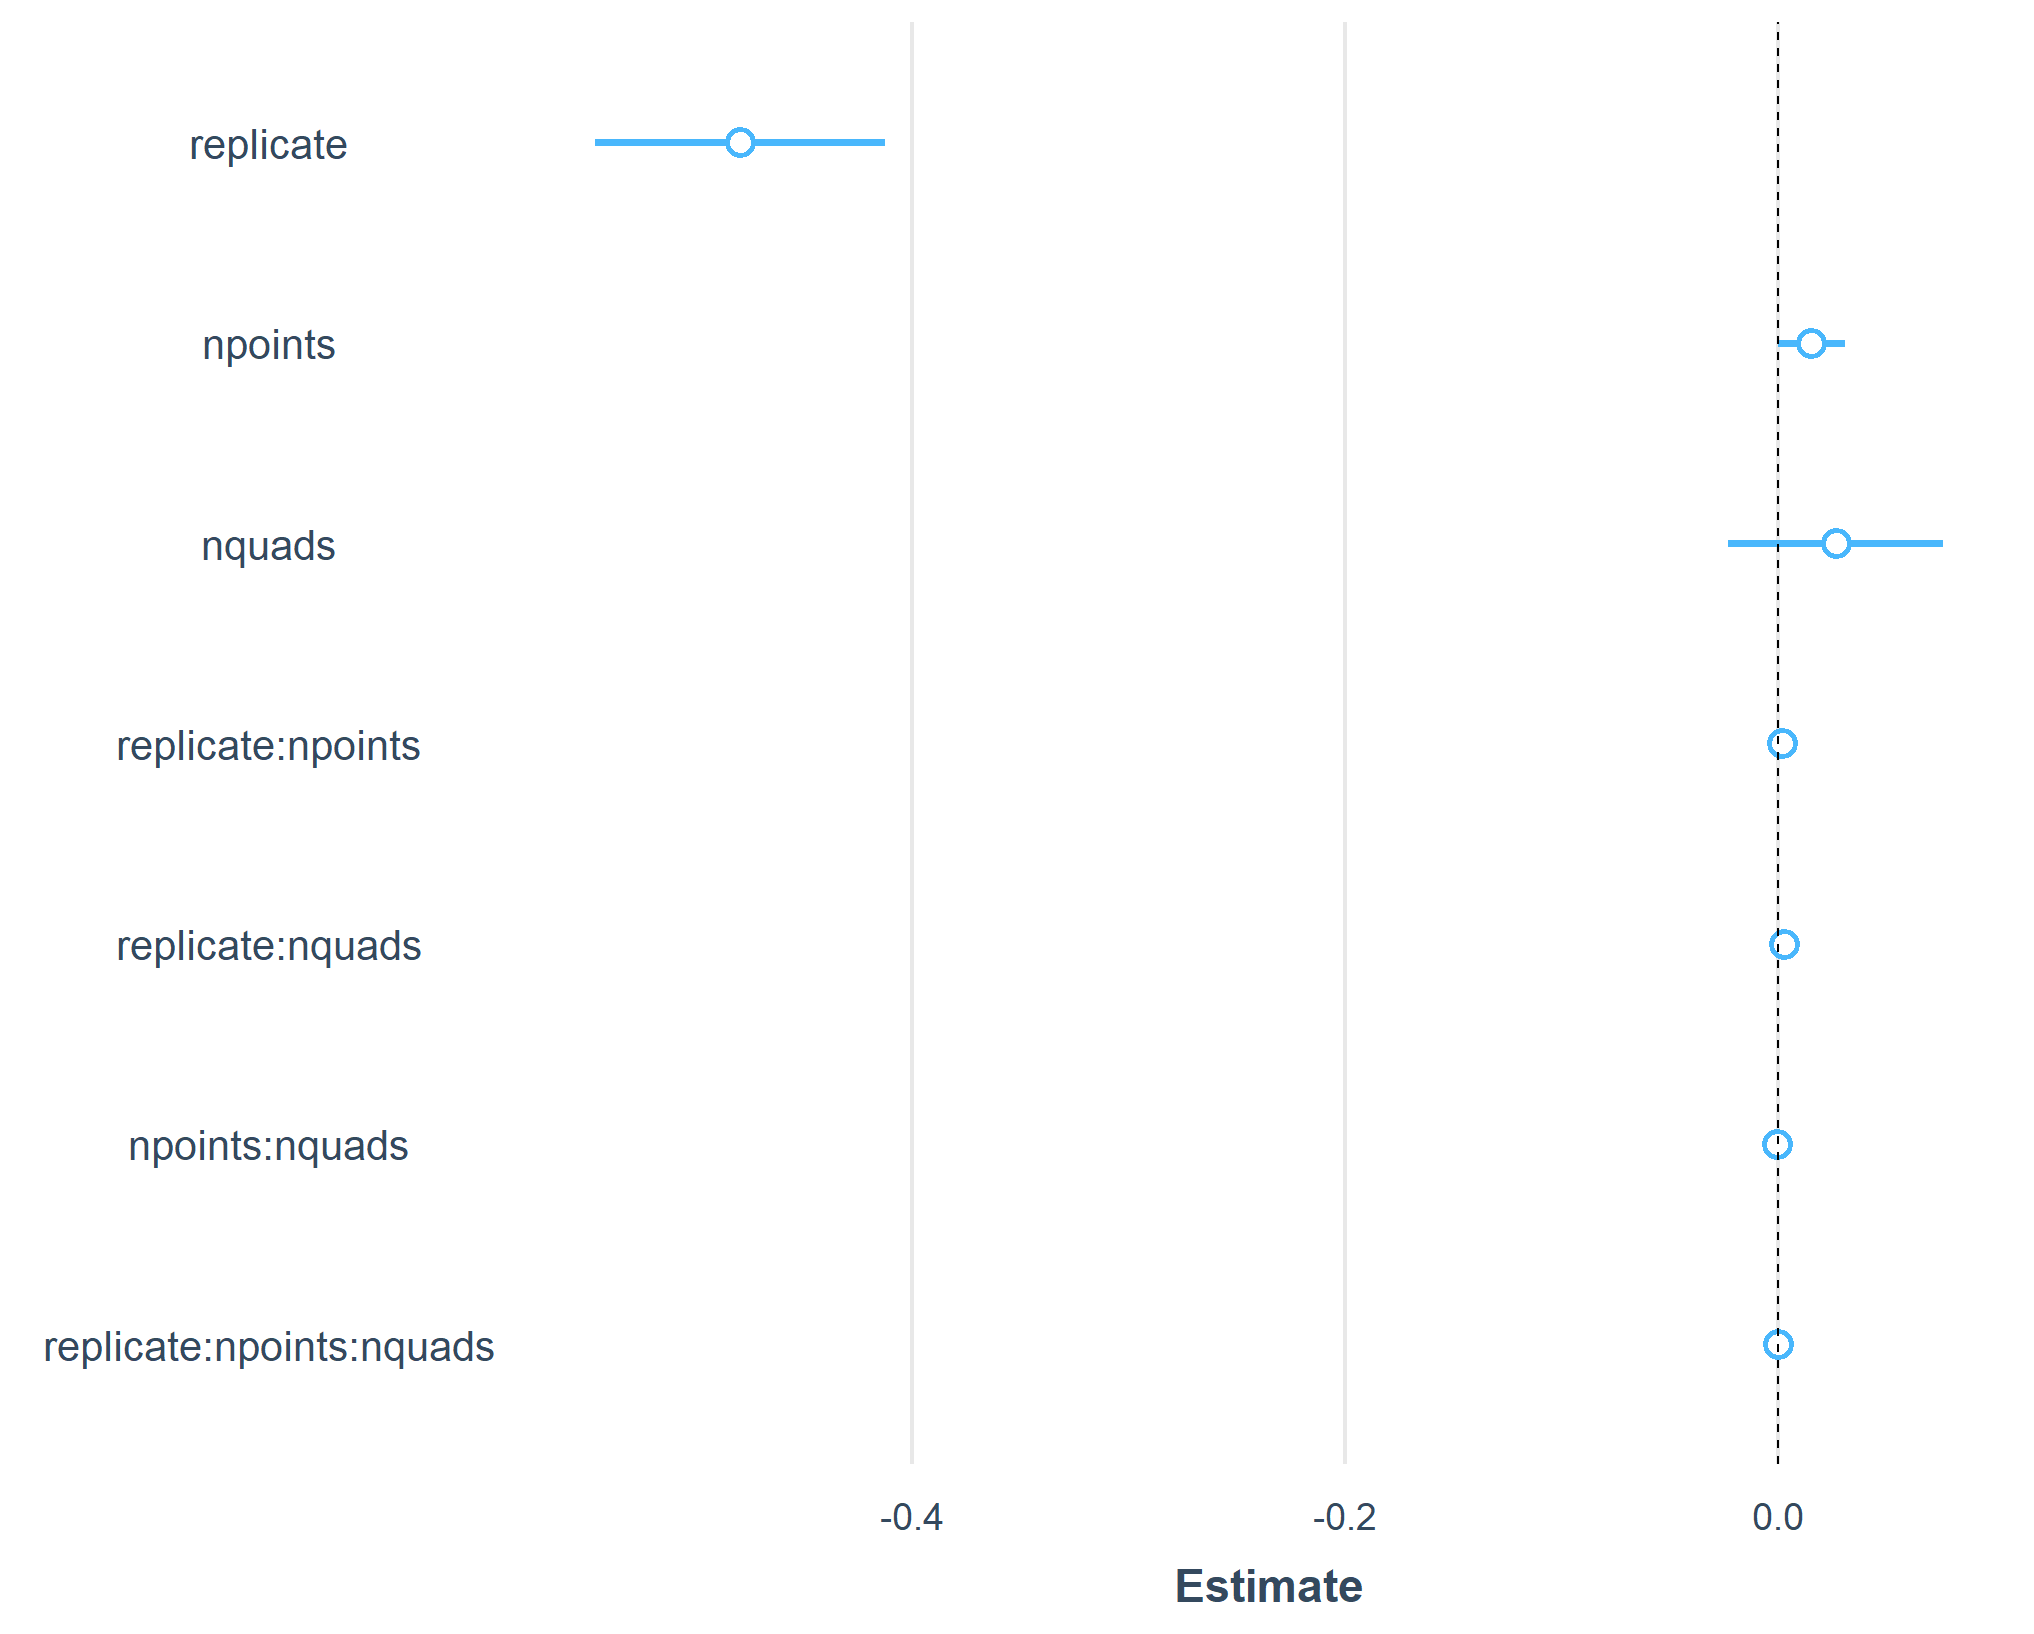 replicate
npoints
nquads
replicate:npoints
replicate:nquads
npoints:nquads
replicate:npoints:nquads
-0.4 -0.2 0.0
Estimate